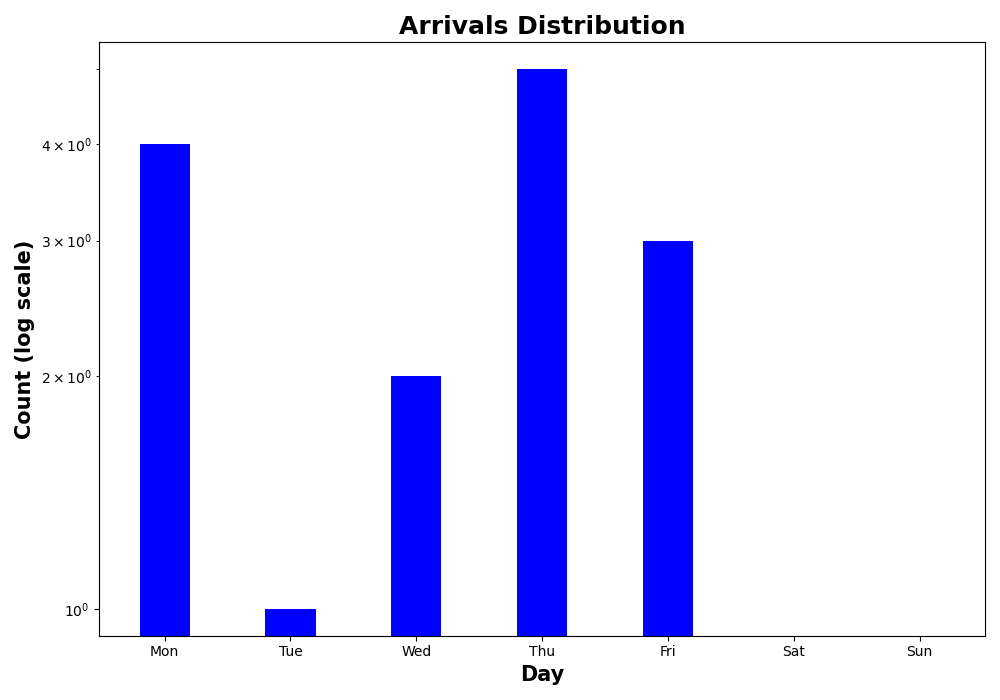 Arrivals Distribution
Count (log scale)
4 × 10⁰
3 × 10⁰
2 × 10⁰
10⁰
Mon Tue Wed Thu Fri Sat Sun
Day